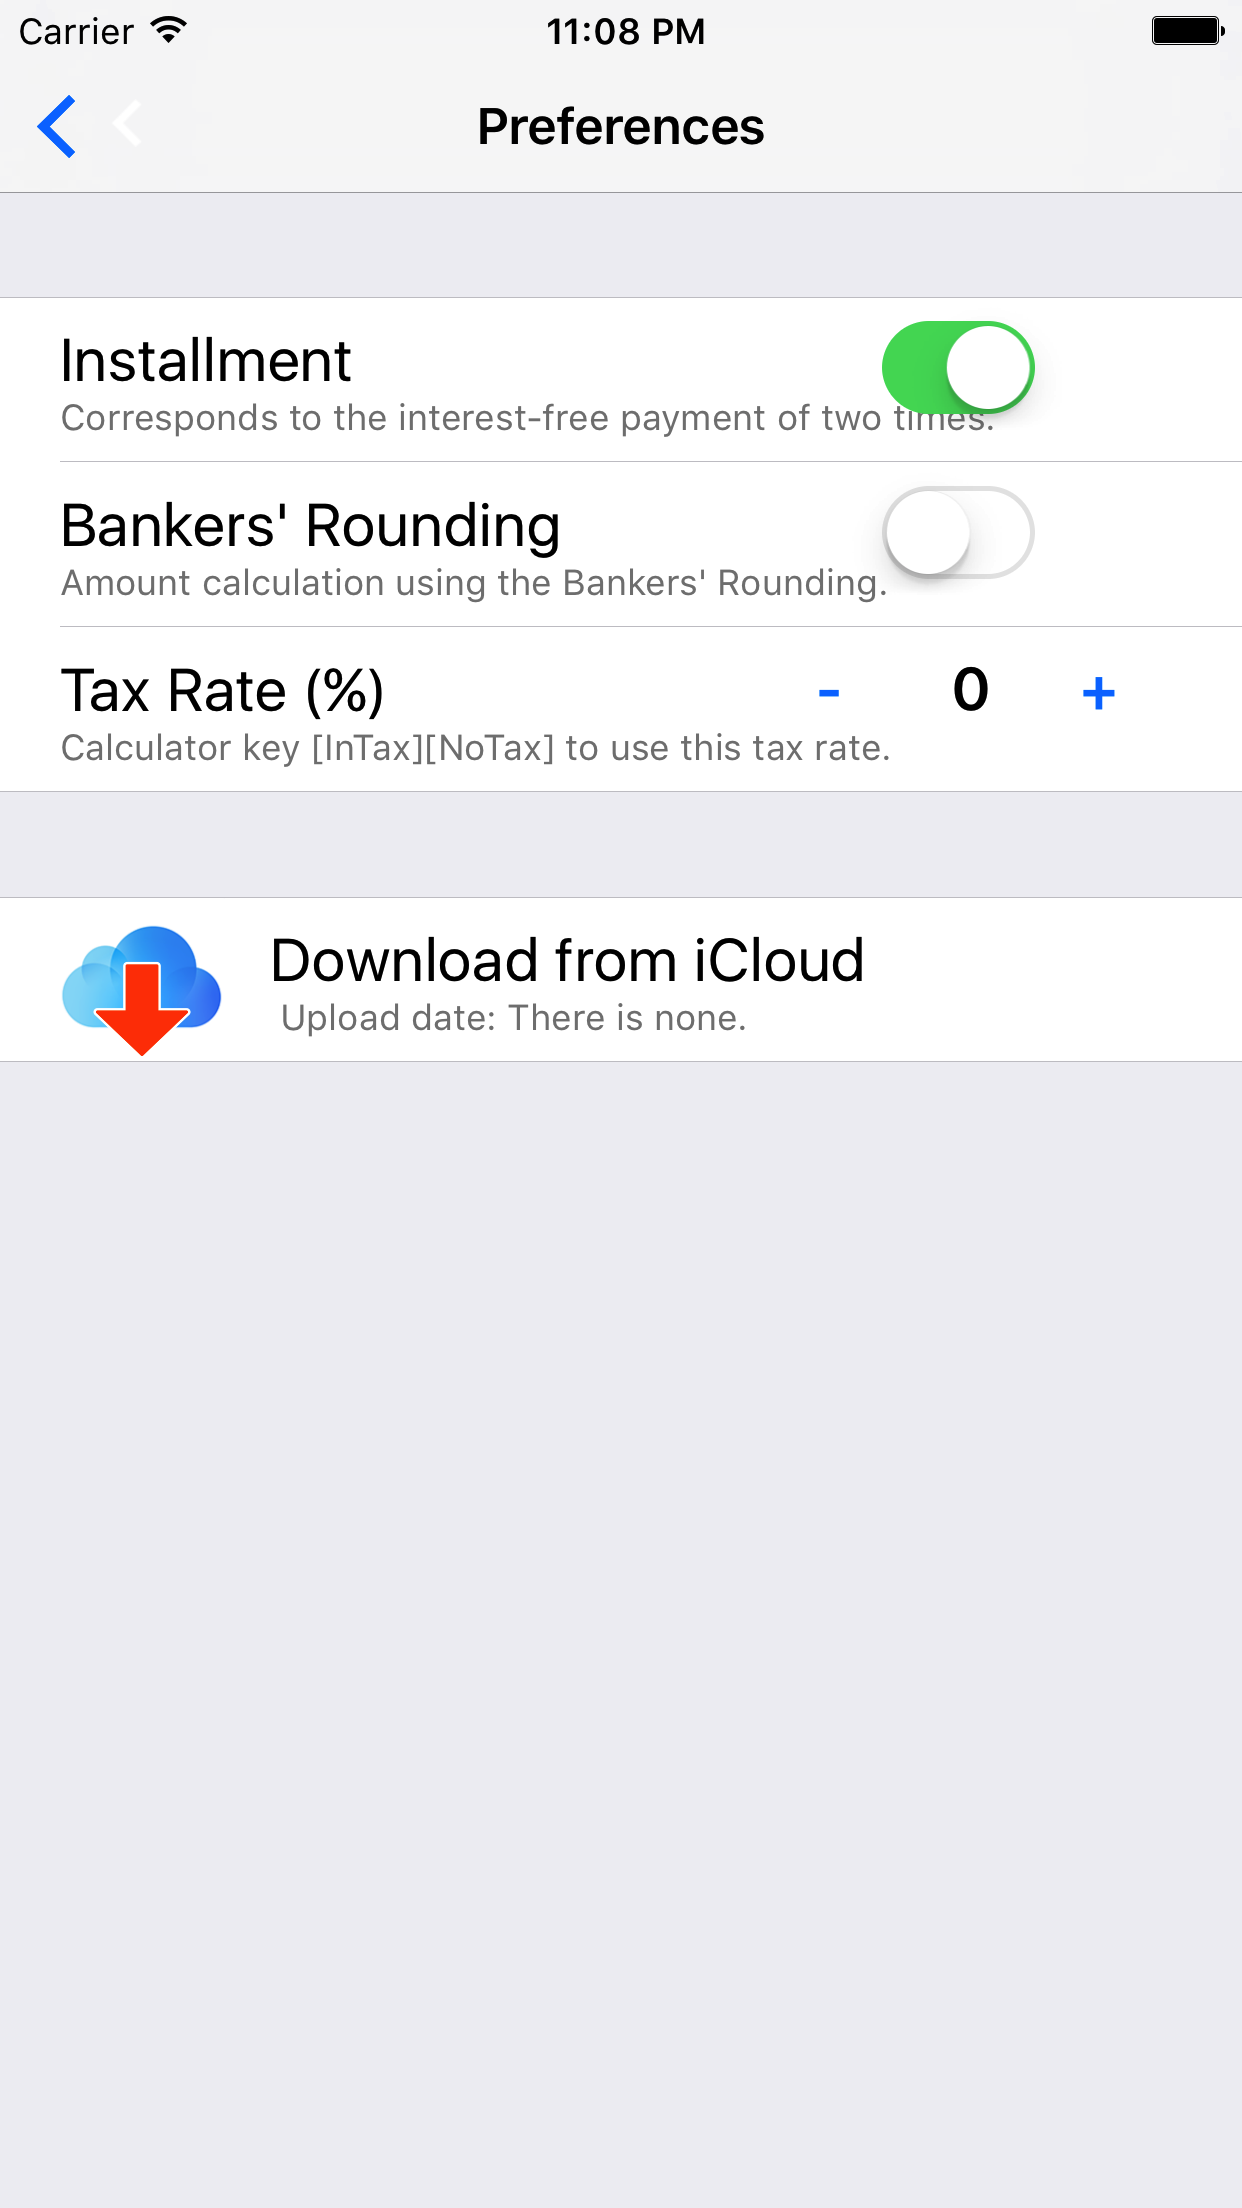 Carrier 11:08 PM
Preferences
Installment
Corresponds to the interest-free payment of two times.
Bankers' Rounding
Amount calculation using the Bankers' Rounding.
Tax Rate (%) - 0 +
Calculator key [InTax][NoTax] to use this tax rate.
Download from iCloud
Upload date: There is none.